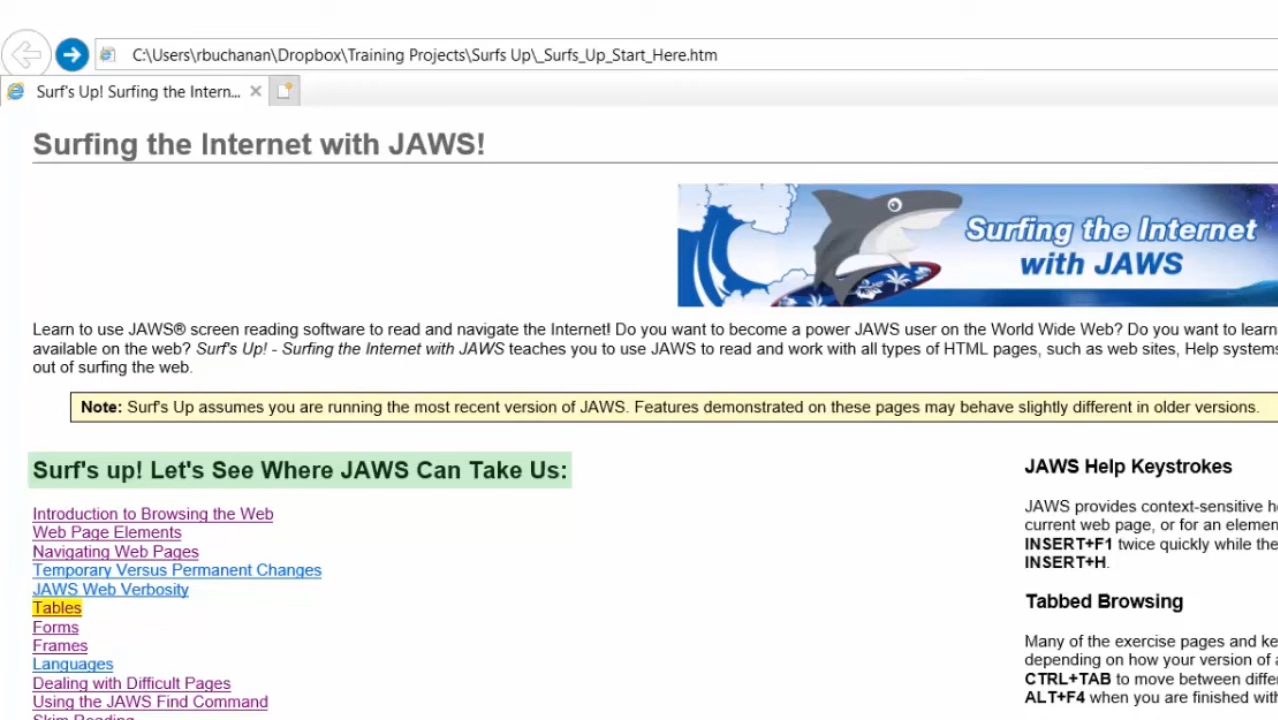 C:\Users\rbuchanan\Dropbox\Training Projects\Surfs Up\_Surfs_Up_Start_Here.htm
Surf's Up! Surfing the Intern...
Surfing the Internet with JAWS!
Surfing the Internet
with JAWS
Learn to use JAWS® screen reading software to read and navigate the Internet! Do you want to become a power JAWS user on the World Wide Web? Do you want to learn
available on the web? Surf's Up! - Surfing the Internet with JAWS teaches you to use JAWS to read and work with all types of HTML pages, such as web sites, Help systems
out of surfing the web.
Note: Surf's Up assumes you are running the most recent version of JAWS. Features demonstrated on these pages may behave slightly different in older versions.
Surf's up! Let's See Where JAWS Can Take Us:
Introduction to Browsing the Web
Web Page Elements
Navigating Web Pages
Temporary Versus Permanent Changes
JAWS Web Verbosity
Tables
Forms
Frames
Languages
Dealing with Difficult Pages
Using the JAWS Find Command
Skim Reading
JAWS Help Keystrokes
JAWS provides context-sensitive
current web page, or for an
INSERT+F1 twice quickly while the
INSERT+H.
Tabbed Browsing
Many of the exercise pages and
depending on how your version of
CTRL+TAB to move between
ALT+F4 when you are finished